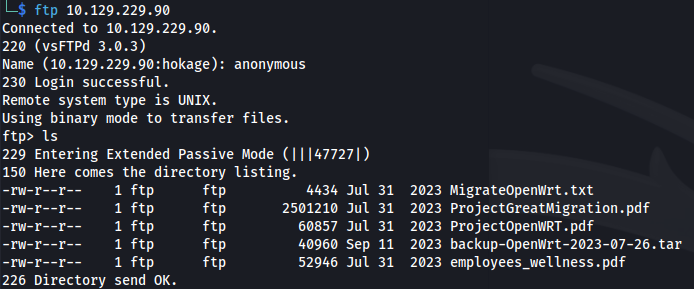 └─$ ftp 10.129.229.90
Connected to 10.129.229.90.
220 (vsFTPd 3.0.3)
Name (10.129.229.90:hokage): anonymous
230 Login successful.
Remote system type is UNIX.
Using binary mode to transfer files.
ftp> ls
229 Entering Extended Passive Mode (|||47727|)
150 Here comes the directory listing.
-rw-r--r--    1 ftp      ftp          4434 Jul 31  2023 MigrateOpenWrt.txt
-rw-r--r--    1 ftp      ftp       2501210 Jul 31  2023 ProjectGreatMigration.pdf
-rw-r--r--    1 ftp      ftp         60857 Jul 31  2023 ProjectOpenWRT.pdf
-rw-r--r--    1 ftp      ftp         40960 Sep 11  2023 backup-OpenWrt-2023-07-26.tar
-rw-r--r--    1 ftp      ftp         52946 Jul 31  2023 employees_wellness.pdf
226 Directory send OK.